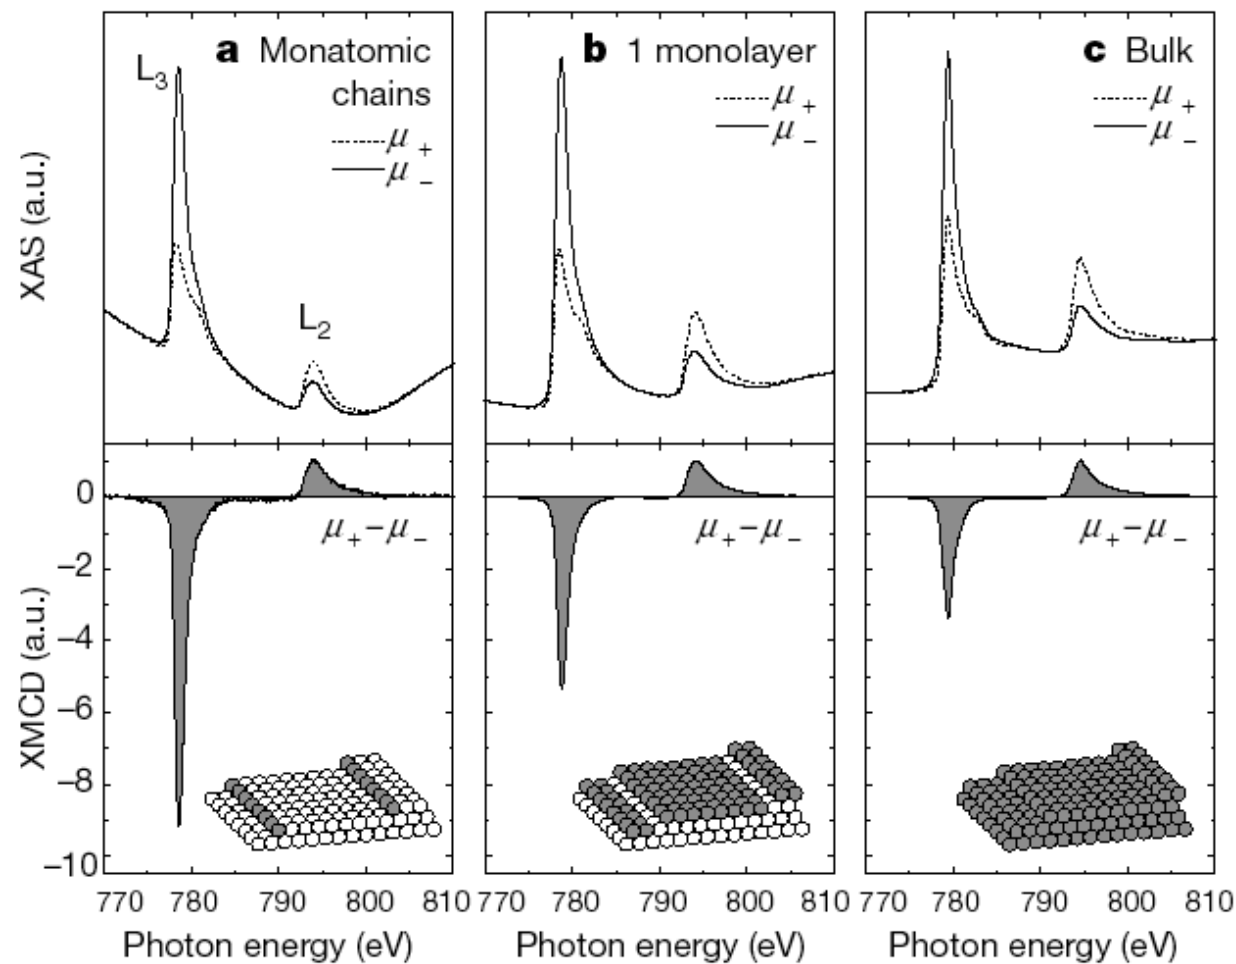 a Monatomic
chains
μ +
μ −
L3
L2
b 1 monolayer
μ +
μ −
c Bulk
μ +
μ −
XAS (a.u.)
0
−2
−4
−6
−8
−10
XMCD (a.u.)
μ+ − μ−
μ+ − μ−
μ+ − μ−
770 780 790 800 810
770 780 790 800 810
770 780 790 800 810
Photon energy (eV)
Photon energy (eV)
Photon energy (eV)